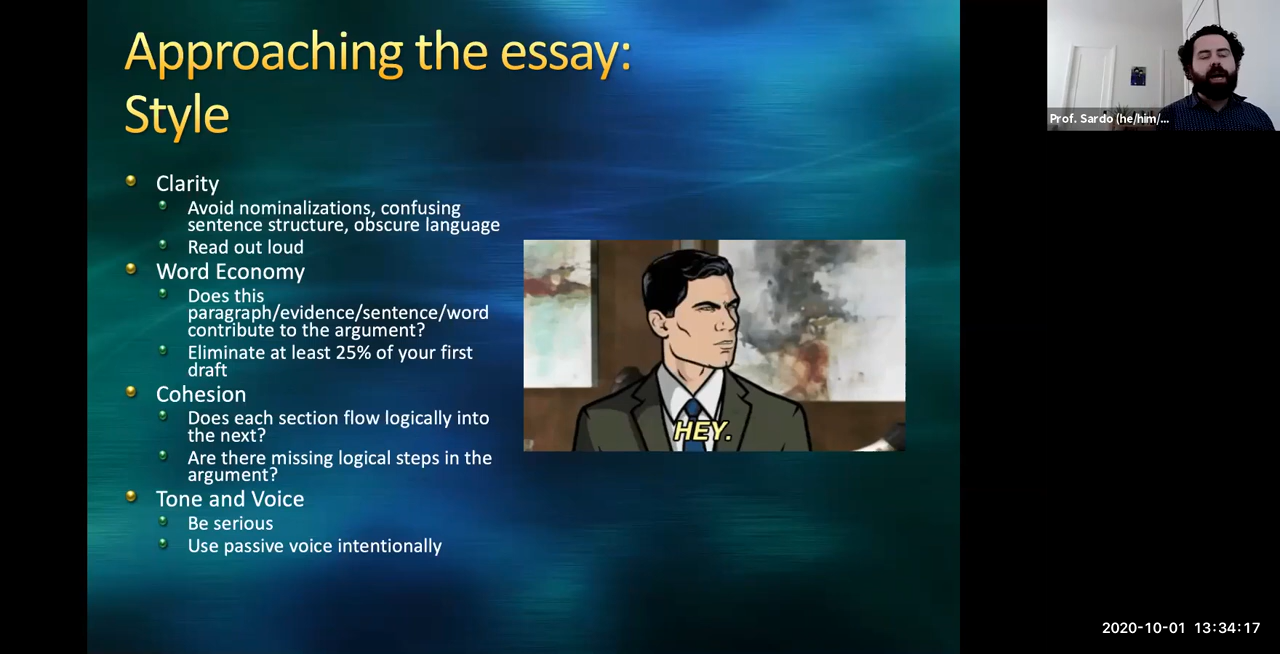 Approaching the essay:
Style
Clarity
Avoid nominalizations, confusing
sentence structure, obscure language
Read out loud
Word Economy
Does this
paragraph/evidence/sentence/word
contribute to the argument?
Eliminate at least 25% of your first
draft
Cohesion
Does each section flow logically into
the next?
Are there missing logical steps in the
argument?
Tone and Voice
Be serious
Use passive voice intentionally
HEY.
Prof. Sardo (he/him/...
2020-10-01 13:34:17